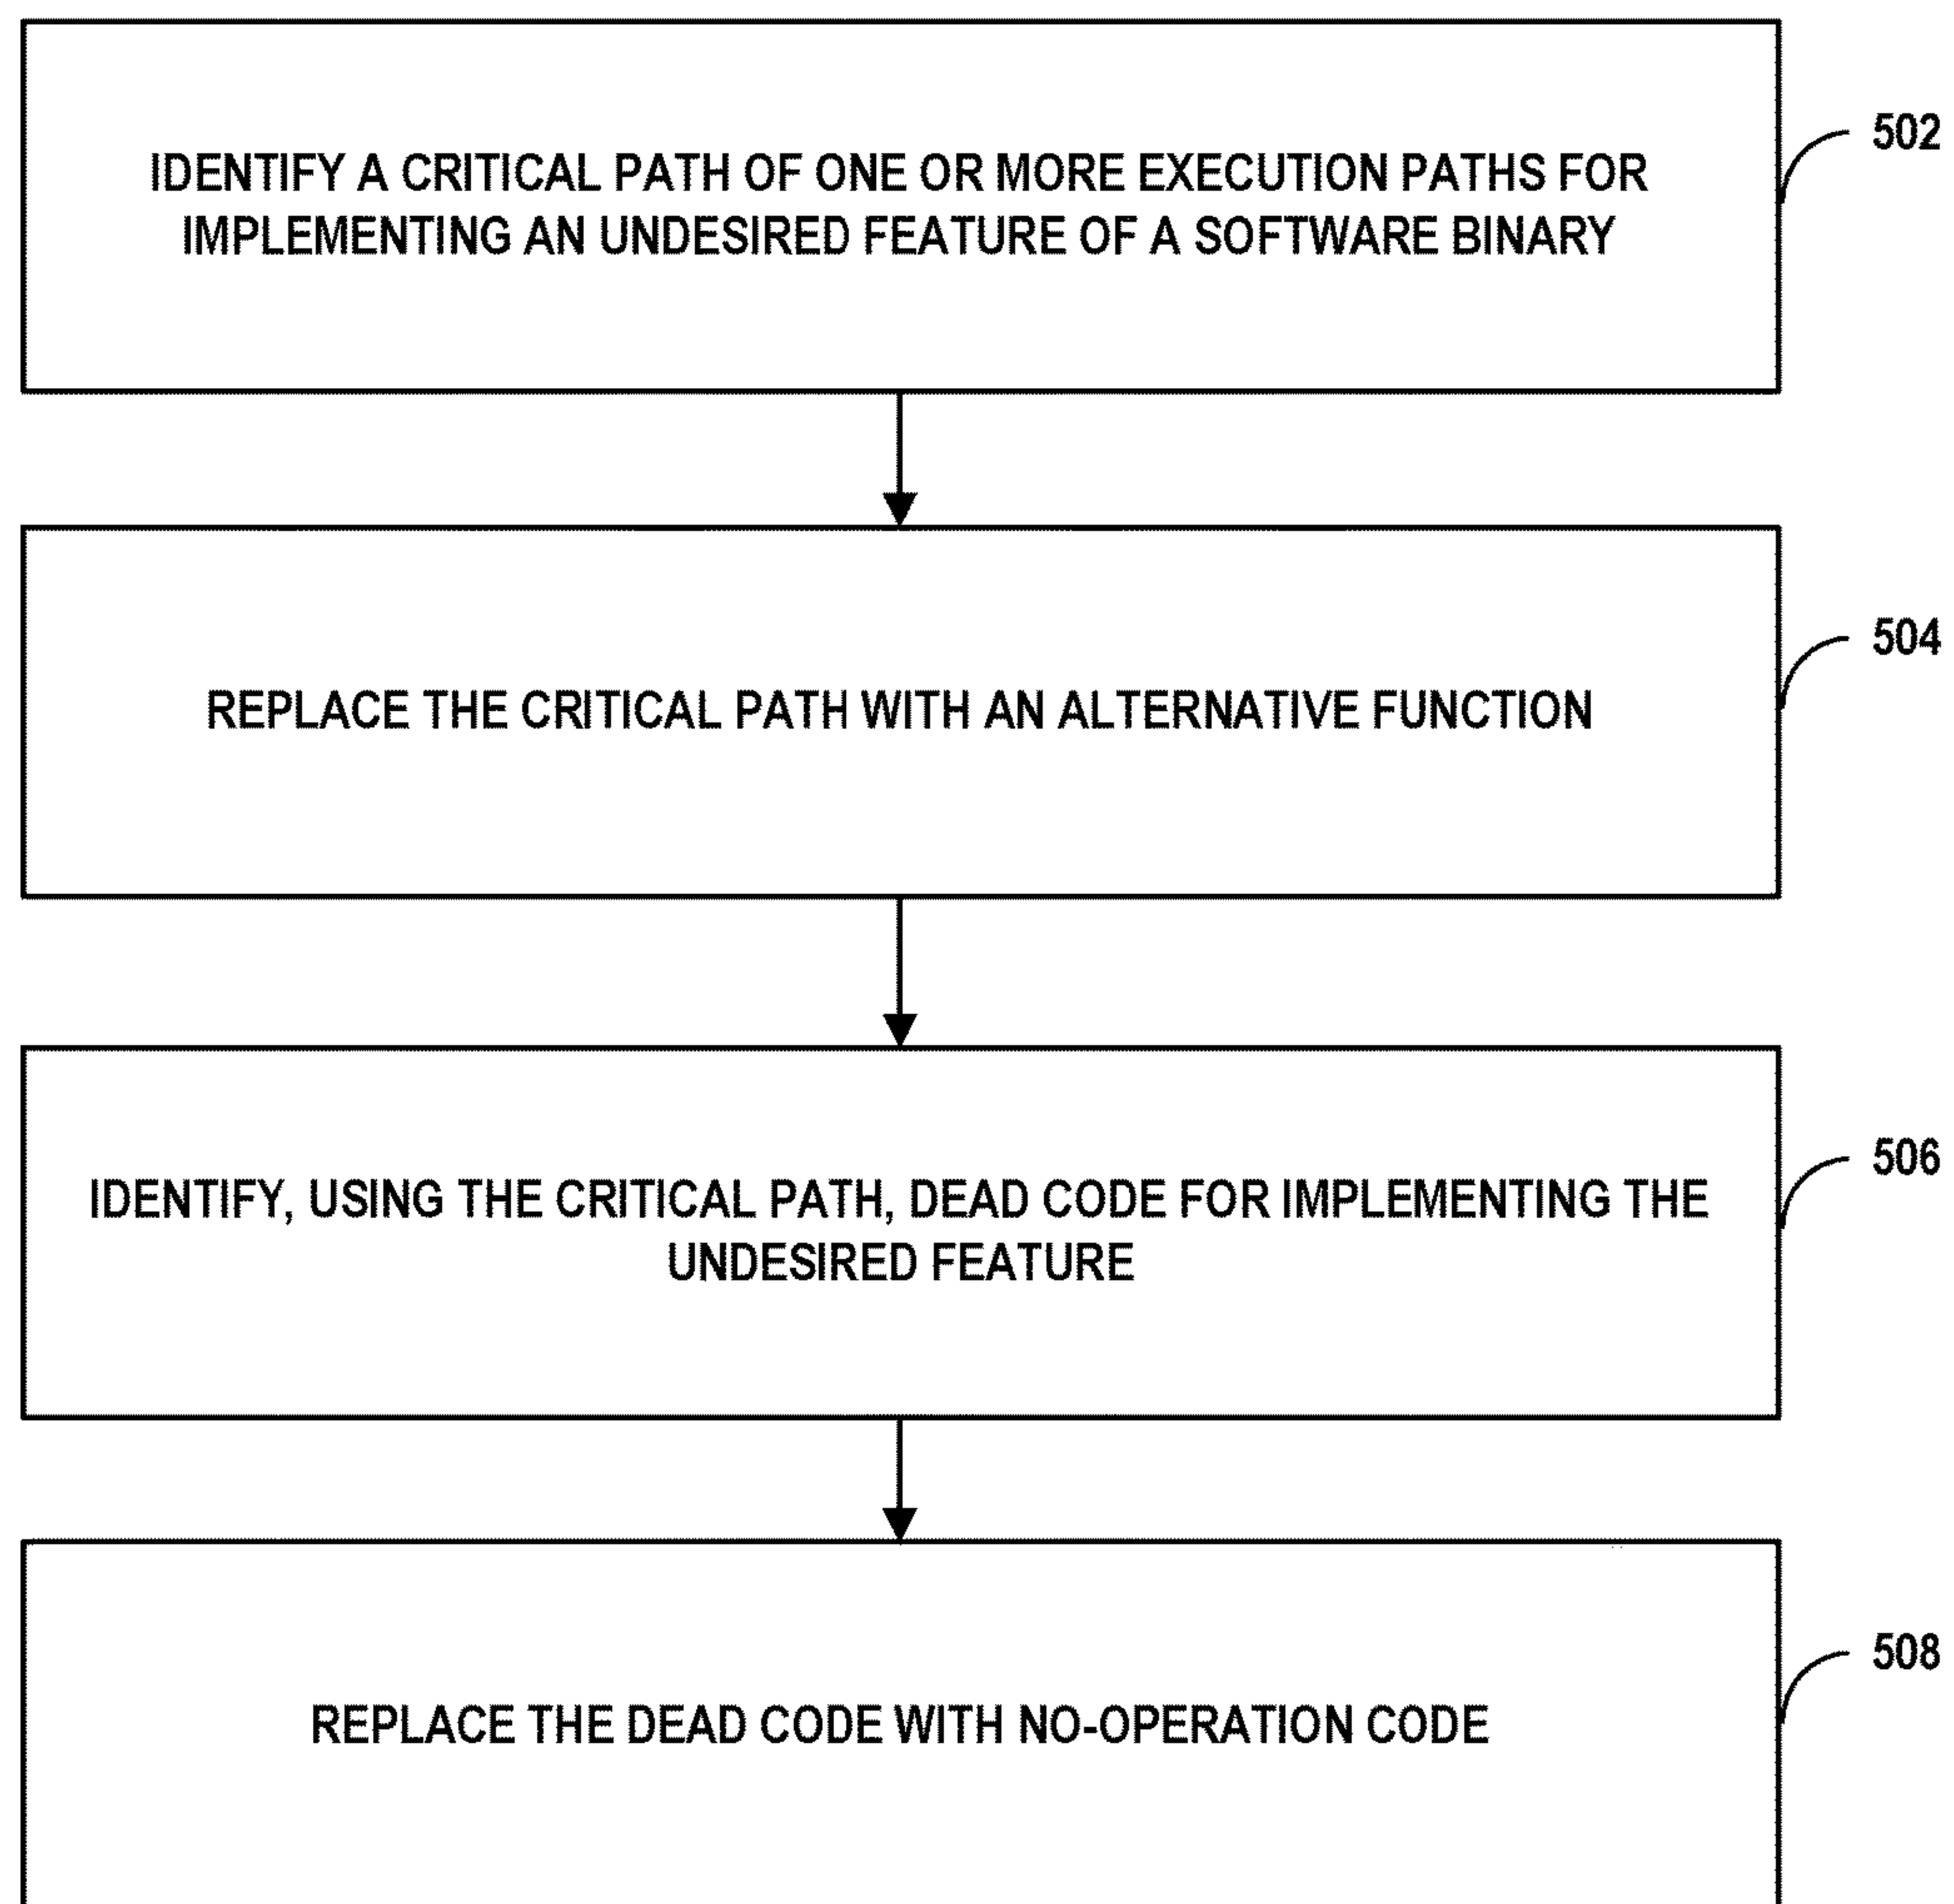 IDENTIFY A CRITICAL PATH OF ONE OR MORE EXECUTION PATHS FOR
IMPLEMENTING AN UNDESIRED FEATURE OF A SOFTWARE BINARY
502
REPLACE THE CRITICAL PATH WITH AN ALTERNATIVE FUNCTION
504
IDENTIFY, USING THE CRITICAL PATH, DEAD CODE FOR IMPLEMENTING THE
UNDESIRED FEATURE
506
REPLACE THE DEAD CODE WITH NO-OPERATION CODE
508